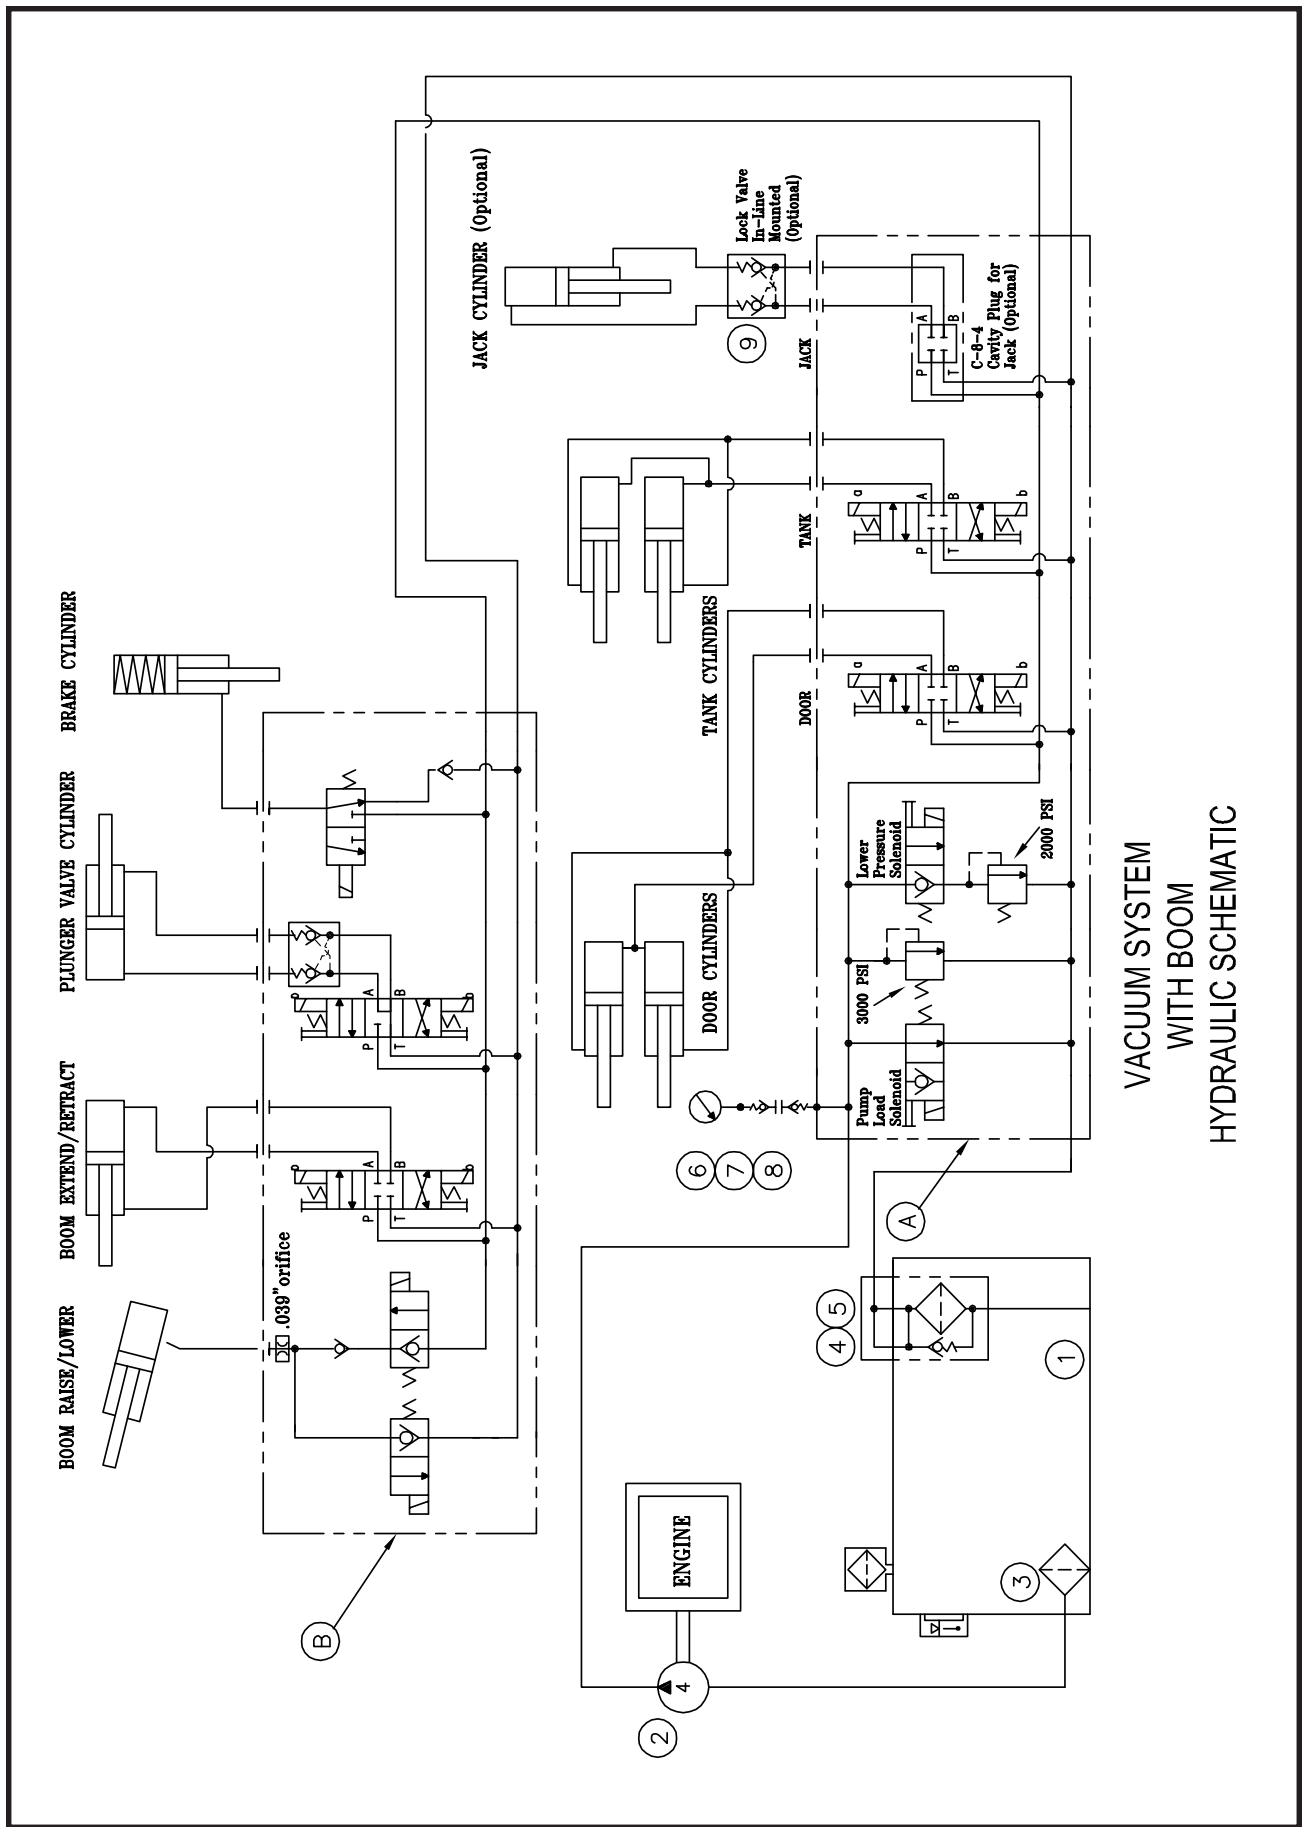 BOOM RAISE/LOWER
BOOM EXTEND/RETRACT
PLUNGER VALVE CYLINDER
BRAKE CYLINDER
.039"orifice
P
A
T
B
P
A
T
B
B
JACK CYLINDER (Optional)
ENGINE
2
4
DOOR CYLINDERS
TANK CYLINDERS
6
7
8
9
Lock Valve
In-Line
Mounted
(Optional)
DOOR
TANK
JACK
4
5
A
Pump
Load
Solenoid
3000 PSI
Lower
Pressure
Solenoid
2000 PSI
a
P
A
T
B
b
a
P
A
T
B
b
P
A
T
B
C-8-4
Cavity Plug for
Jack (Optional)
3
1
VACUUM SYSTEM
WITH BOOM
HYDRAULIC SCHEMATIC